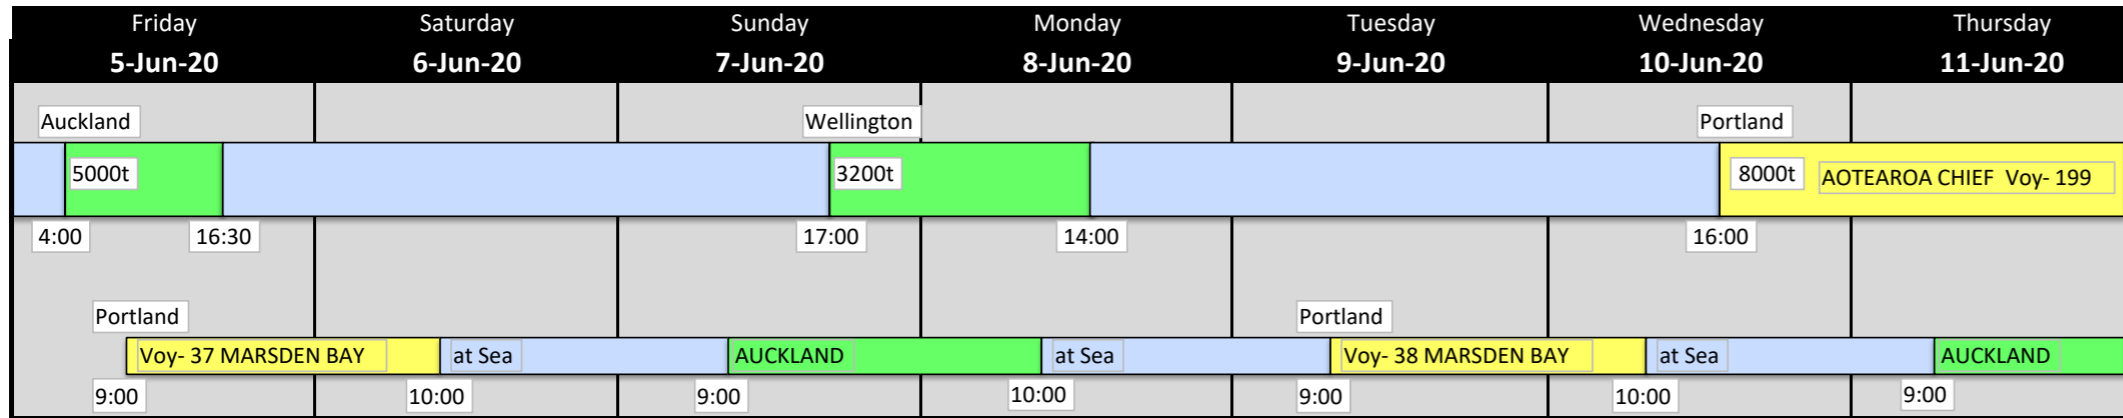 Friday Saturday Sunday Monday Tuesday Wednesday Thursday
5-Jun-20 6-Jun-20 7-Jun-20 8-Jun-20 9-Jun-20 10-Jun-20 11-Jun-20
Auckland Wellington Portland
5000t 3200t 8000t AOTEAROA CHIEF Voy- 199
4:00 16:30 17:00 14:00 16:00
Portland Portland
Voy- 37 MARSDEN BAY at Sea AUCKLAND at Sea Voy- 38 MARSDEN BAY at Sea AUCKLAND
9:00 10:00 9:00 10:00 9:00 10:00 9:00